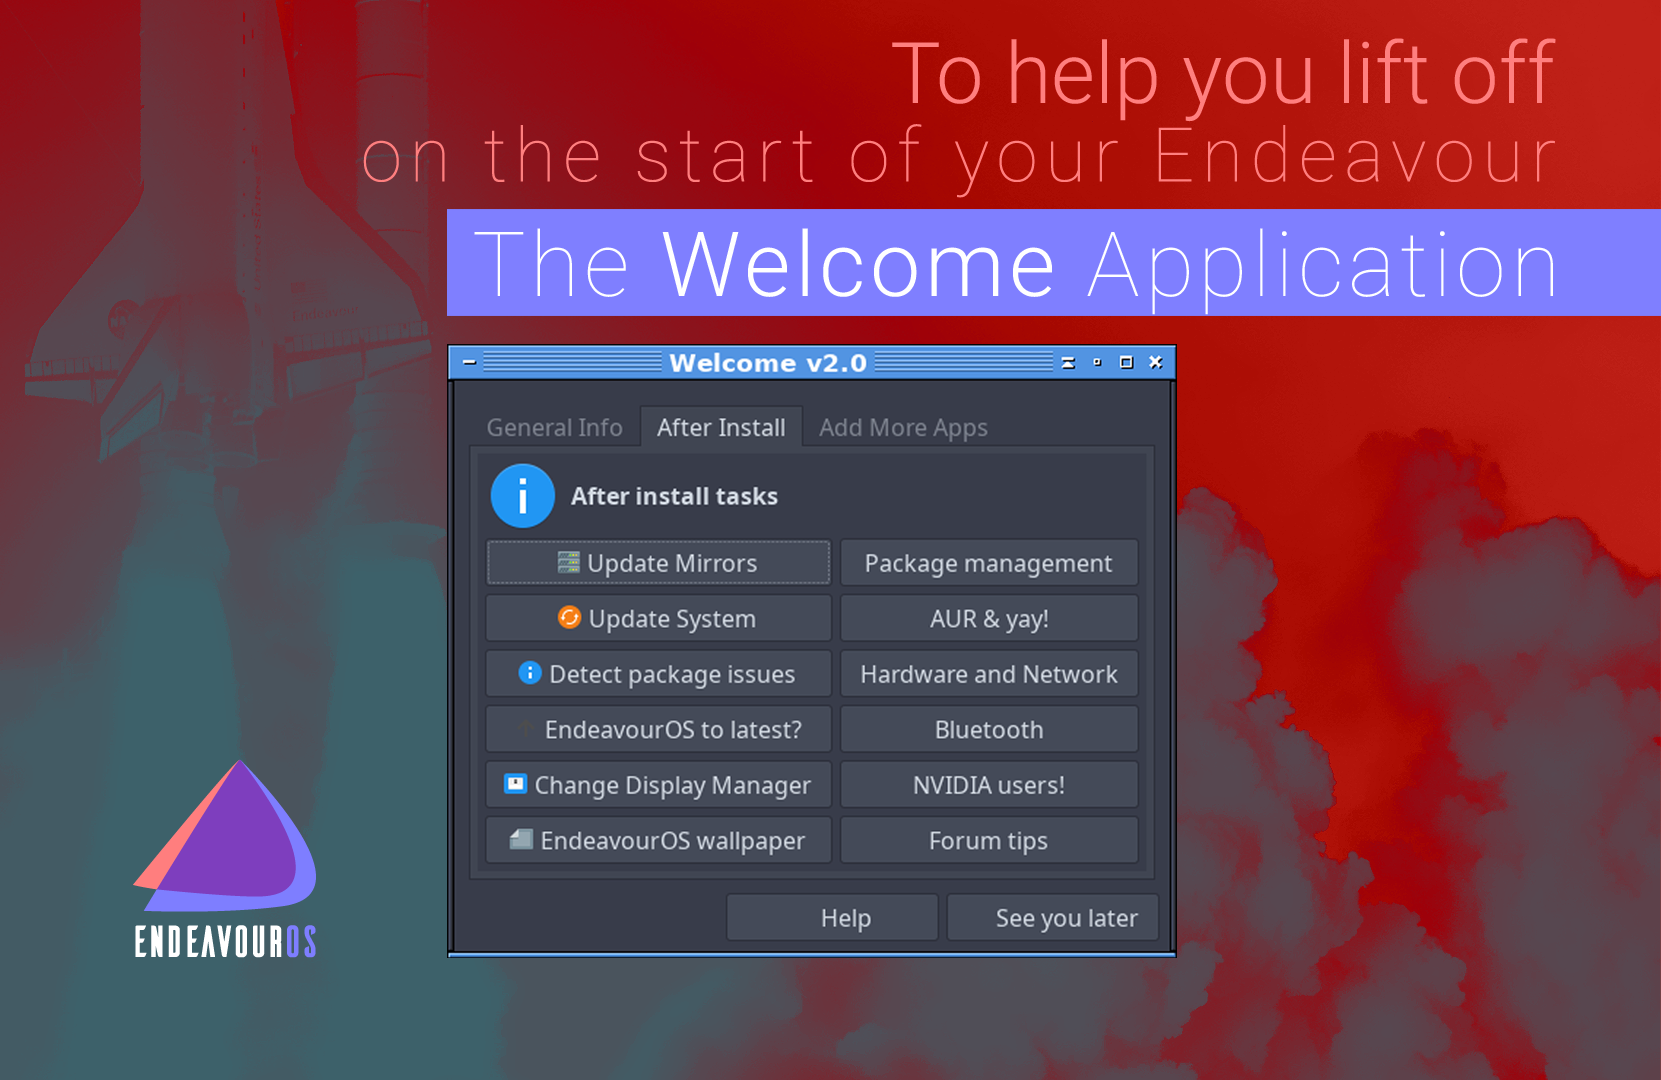 To help you lift off
on the start of your Endeavour
The Welcome Application
Welcome v2.0
General Info After Install Add More Apps
After install tasks
Update Mirrors Package management
Update System AUR & yay!
Detect package issues Hardware and Network
EndeavourOS to latest? Bluetooth
Change Display Manager NVIDIA users!
EndeavourOS wallpaper Forum tips
Help See you later
ENDEAVOUROS
United States
Endeavour